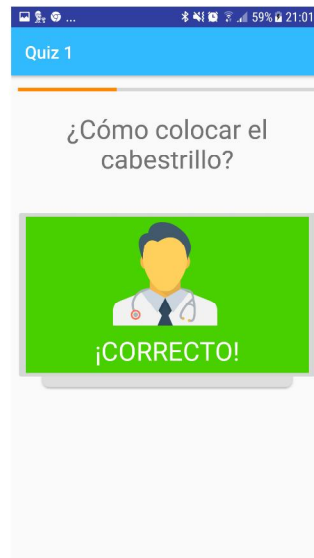 ... 59% 21:01
Quiz 1
¿Cómo colocar el
cabestrillo?
¡CORRECTO!